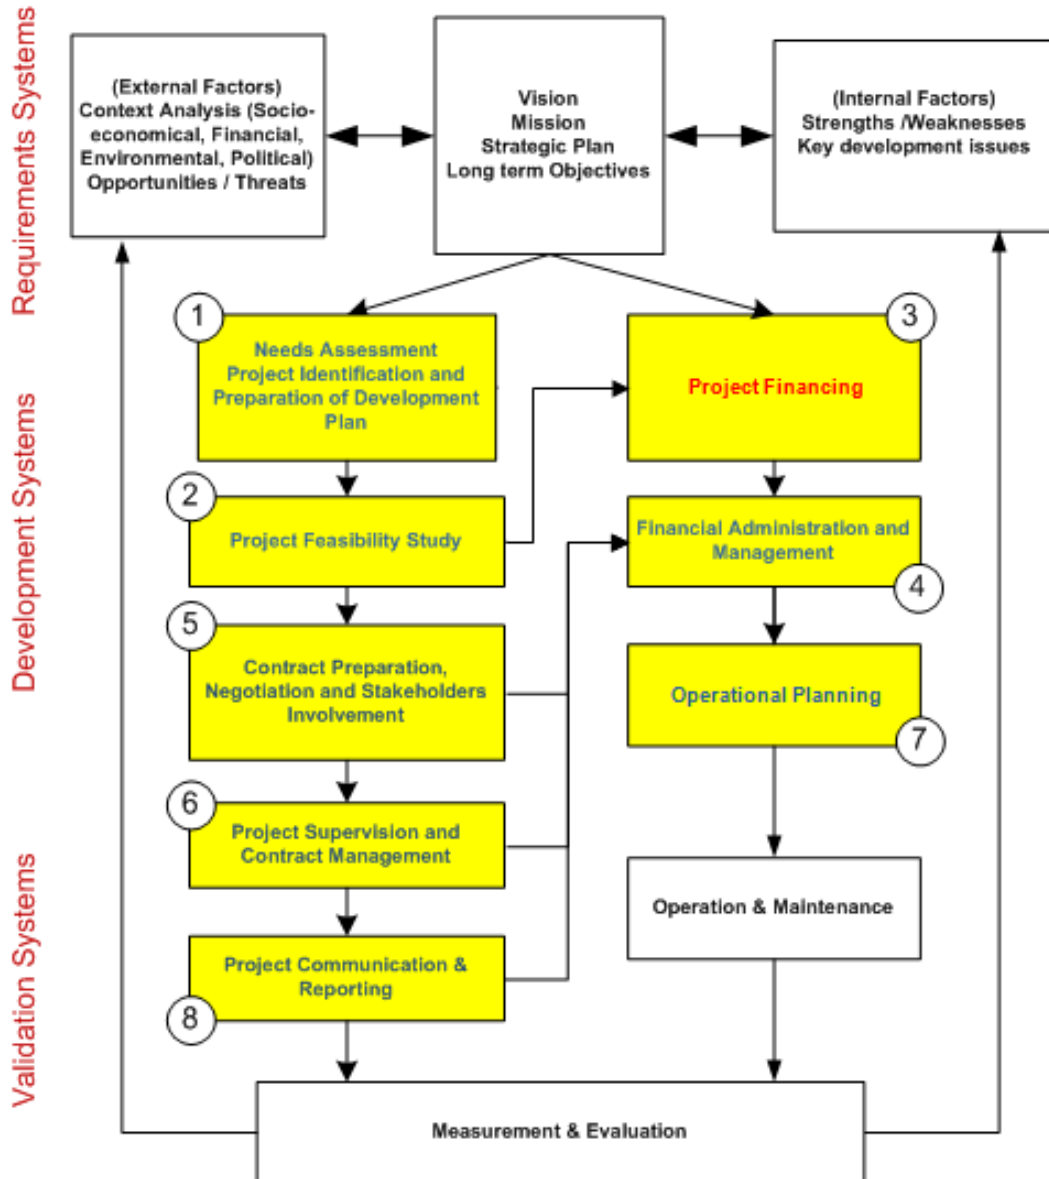 Requirements Systems
(External Factors)
Context Analysis (Socio-
economical, Financial,
Environmental, Political)
Opportunities / Threats
Vision
Mission
Strategic Plan
Long term Objectives
(Internal Factors)
Strengths /Weaknesses
Key development issues
Development Systems
1
Needs Assessment
Project Identification and
Preparation of Development
Plan
3
Project Financing
2
Project Feasibility Study
Financial Administration and
Management
4
5
Contract Preparation,
Negotiation and Stakeholders
Involvement
Operational Planning
7
Validation Systems
6
Project Supervision and
Contract Management
Operation & Maintenance
Project Communication &
Reporting
8
Measurement & Evaluation